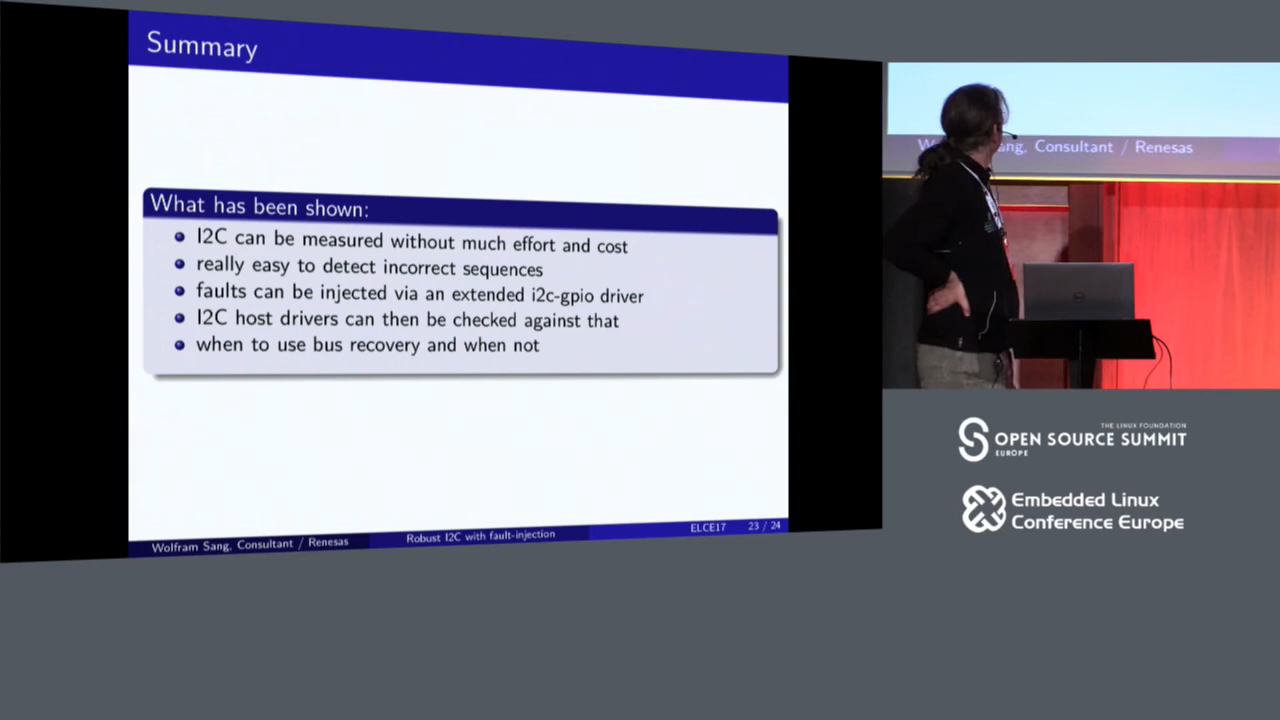 Summary
What has been shown:
I2C can be measured without much effort and cost
really easy to detect incorrect sequences
faults can be injected via an extended i2c-gpio driver
I2C host drivers can then be checked against that
when to use bus recovery and when not
Wolfram Sang, Consultant / Renesas
Robust I2C with fault-injection
ELCE17
23 / 24
ang, Consultant / Renesas
THE LINUX FOUNDATION
OPEN SOURCE SUMMIT
EUROPE
Embedded Linux
Conference Europe